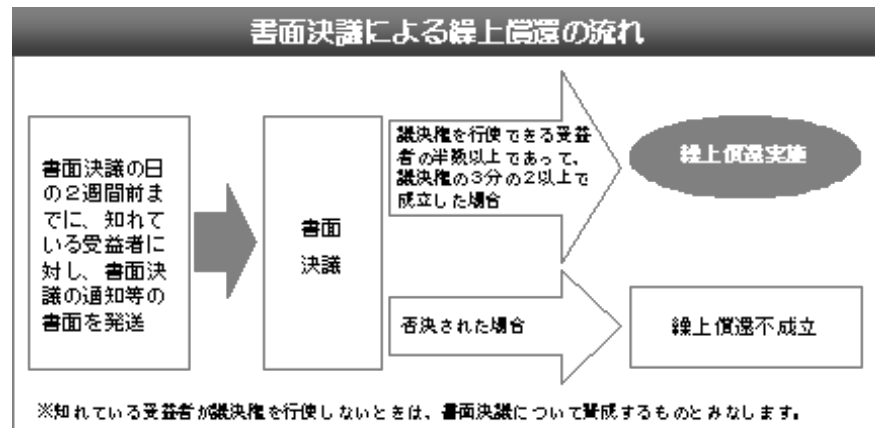 書面決議による繰上償還の流れ
書面決議の日
の2週間前ま
でに、知れて
いる受益者に
対し、書面決
議の通知等の
書面を発送
書面
決議
議決権を行使できる受益
者の半数以上であって、
議決権の3分の2以上で
成立した場合
繰上償還実施
否決された場合
繰上償還不成立
※知れている受益者が議決権を行使しないときは、書面決議について賛成するものとみなします。